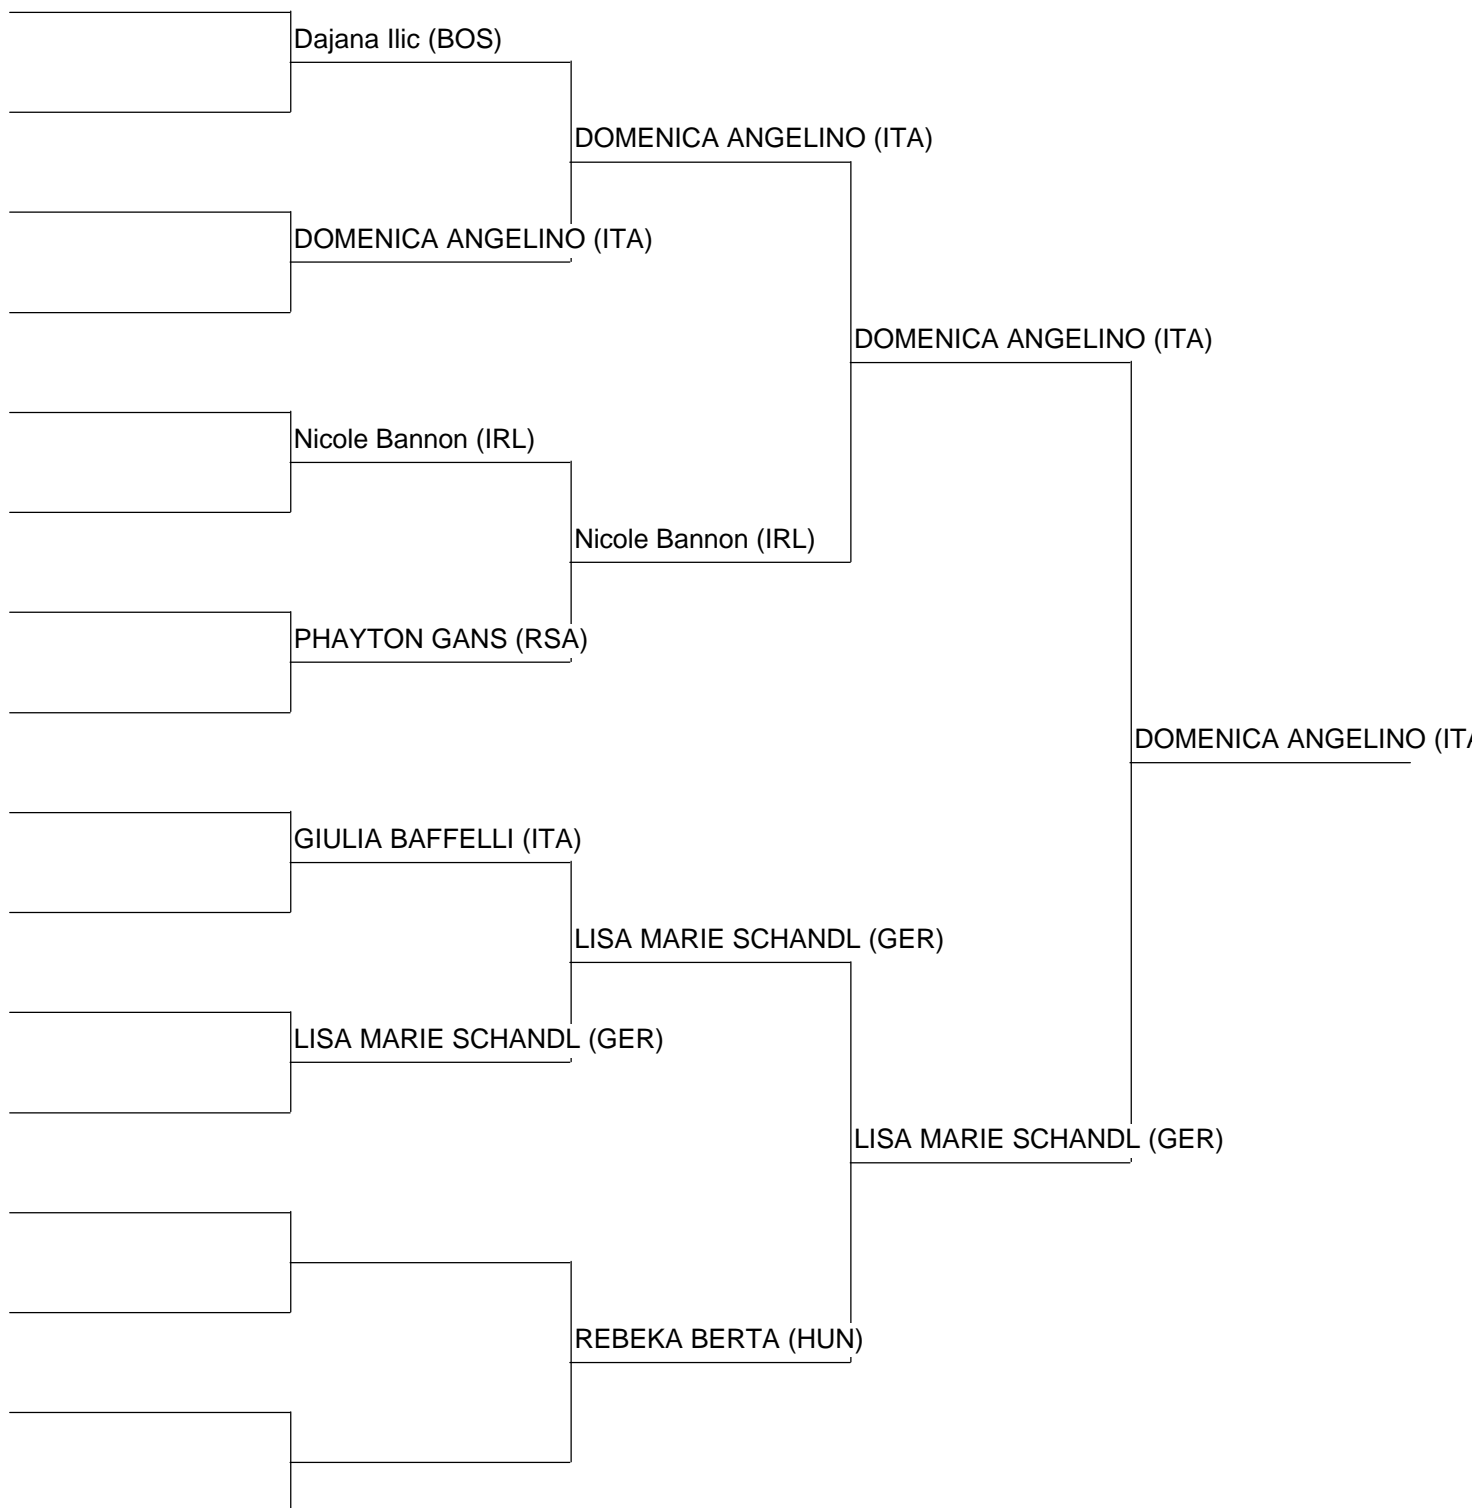 Dajana Ilic (BOS)
DOMENICA ANGELINO (ITA)
DOMENICA ANGELINO (ITA)
DOMENICA ANGELINO (ITA)
Nicole Bannon (IRL)
Nicole Bannon (IRL)
PHAYTON GANS (RSA)
DOMENICA ANGELINO (ITA
GIULIA BAFFELLI (ITA)
LISA MARIE SCHANDL (GER)
LISA MARIE SCHANDL (GER)
LISA MARIE SCHANDL (GER)
REBEKA BERTA (HUN)